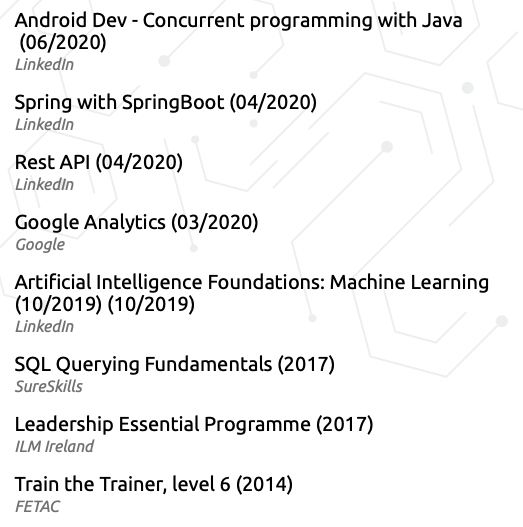 Android Dev - Concurrent programming with Java
(06/2020)
LinkedIn
Spring with SpringBoot (04/2020)
LinkedIn
Rest API (04/2020)
LinkedIn
Google Analytics (03/2020)
Google
Artificial Intelligence Foundations: Machine Learning
(10/2019) (10/2019)
LinkedIn
SQL Querying Fundamentals (2017)
SureSkills
Leadership Essential Programme (2017)
ILM Ireland
Train the Trainer, level 6 (2014)
FETAC